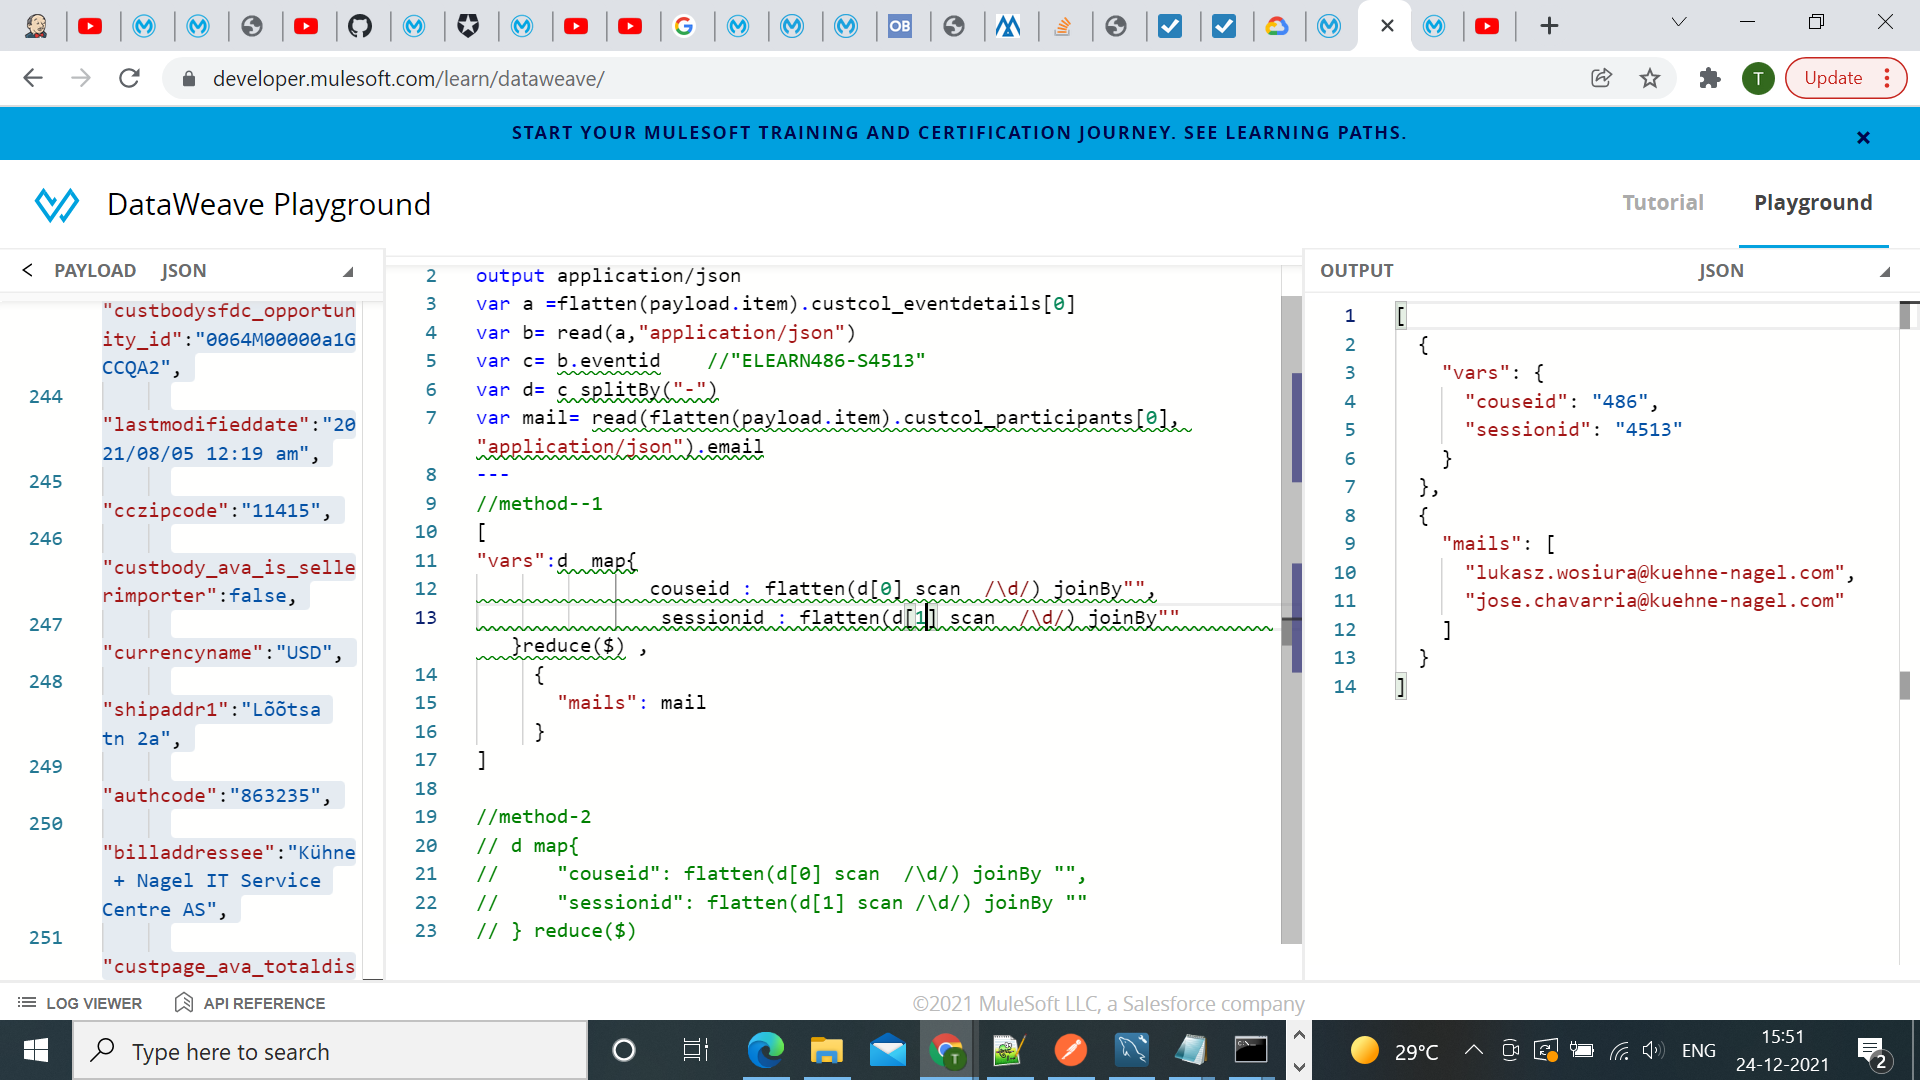 OB
developer.mulesoft.com/learn/dataweave/
T
Update
START YOUR MULESOFT TRAINING AND CERTIFICATION JOURNEY. SEE LEARNING PATHS.
DataWeave Playground
Tutorial
Playground
PAYLOAD
JSON
"custbodysfdc_opportun
ity_id":"0064M00000a1G
CCQA2",
244
"lastmodifieddate":"20
21/08/05 12:19 am",
245
"cczipcode":"11415",
246
"custbody_ava_is_selle
rimporter":false,
247
"currencyname":"USD",
248
"shipaddr1":"Lõõtsa
tn 2a",
249
"authcode":"863235",
250
"billaddressee":"Kühne
+ Nagel IT Service
Centre AS",
251
"custpage_ava_totaldis
2 output application/json
3 var a =flatten(payload.item).custcol_eventdetails[0]
4 var b= read(a,"application/json")
5 var c= b.eventid    //"ELEARN486-S4513"
6 var d= c splitBy("-")
7 var mail= read(flatten(payload.item).custcol_participants[0],
"application/json").email
8 ---
9 //method--1
10 [
11 "vars":d  map{
12 couseid : flatten(d[0] scan  /\d/) joinBy"",
13 sessionid : flatten(d[1] scan  /\d/) joinBy""
}reduce($) ,
14 {
15 "mails": mail
16 }
17 ]
18
19 //method-2
20 // d map{
21 //     "couseid": flatten(d[0] scan  /\d/) joinBy "",
22 //     "sessionid": flatten(d[1] scan /\d/) joinBy ""
23 // } reduce($)
OUTPUT
JSON
1 [
2 {
3 "vars": {
4 "couseid": "486",
5 "sessionid": "4513"
6 }
7 },
8 {
9 "mails": [
10 "lukasz.wosiura@kuehne-nagel.com",
11 "jose.chavarria@kuehne-nagel.com"
12 ]
13 }
14 ]
LOG VIEWER
API REFERENCE
©2021 MuleSoft LLC, a Salesforce company
Type here to search
T
29°C
ENG
15:51
24-12-2021
2